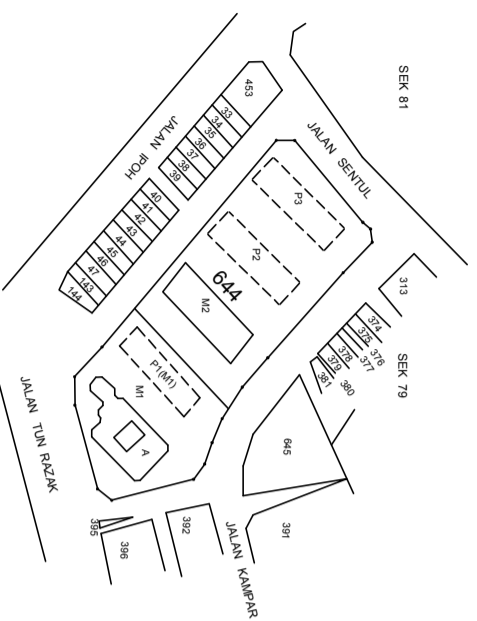 SEK 81
JALAN SENTUL
453
33
34
35
36
37
38
39
JALAN IPOH
40
41
42
43
44
45
46
47
143
144
P3
P2
644
M2
P1(M1)
M1
A
313
374
375
376
377
378
379
380
381
SEK 79
645
391
JALAN KAMPAR
392
395
396
JALAN TUN RAZAK